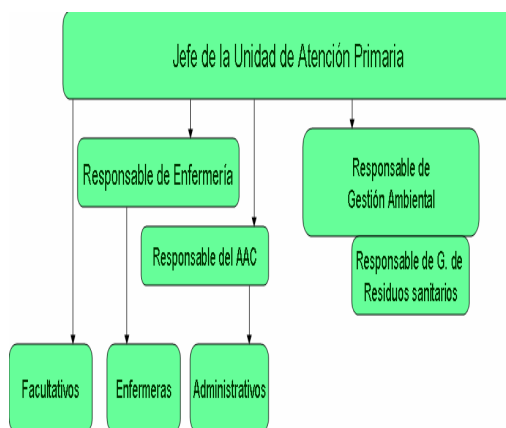 Jefe de la Unidad de Atención Primaria
Responsable de Enfermería
Responsable de
Gestión Ambiental
Responsable del AAC
Responsable de G. de
Residuos sanitarios
Facultativos
Enfermeras
Administrativos